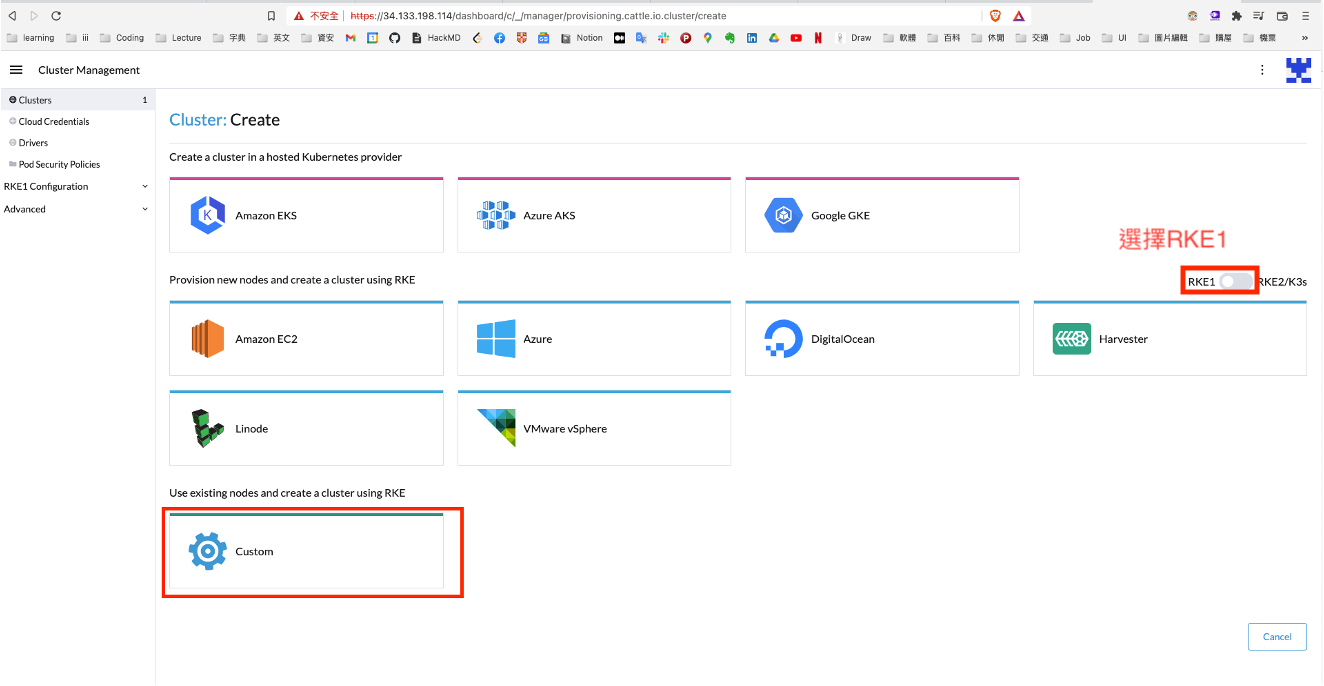 不安全 https://34.133.198.114/dashboard/c/_/manager/provisioning.cattle.io.cluster/create
learning iii Coding Lecture 字典 英文 資安 HackMD Notion Draw 軟體 百科 休閒 交通 Job UI 圖片編輯 購屋 機票 »
Cluster Management
Clusters 1
Cloud Credentials
Drivers
Pod Security Policies
RKE1 Configuration
Advanced
Cluster: Create
Create a cluster in a hosted Kubernetes provider
Amazon EKS
Azure AKS
Google GKE
選擇RKE1
Provision new nodes and create a cluster using RKE
RKE1 RKE2/K3s
Amazon EC2
Azure
DigitalOcean
Harvester
Linode
VMware vSphere
Use existing nodes and create a cluster using RKE
Custom
Cancel